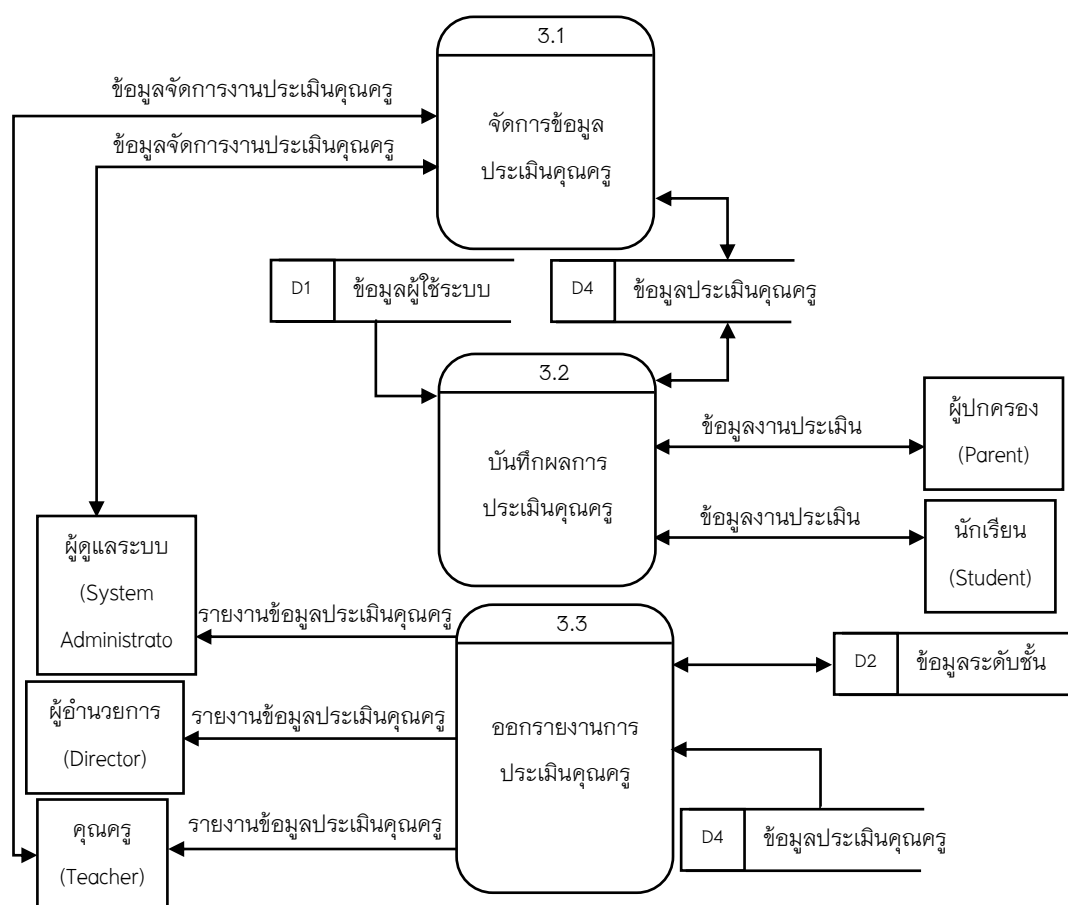 3.1
ข้อมูลจัดการงานประเมินคุณครู
จัดการข้อมูล
ข้อมูลจัดการงานประเมินคุณครู
ประเมินคุณครู
D1
ข้อมูลผู้ใช้ระบบ
D4
ข้อมูลประเมินคุณครู
3.2
ผู้ปกครอง
(Parent)
ข้อมูลงานประเมิน
บันทึกผลการ
ประเมินคุณครู
ข้อมูลงานประเมิน
นักเรียน
(Student)
ผู้ดูแลระบบ
(System
Administrato
รายงานข้อมูลประเมินคุณครู
3.3
D2
ข้อมูลระดับชั้น
ผู้อำนวยการ
(Director)
รายงานข้อมูลประเมินคุณครู
ออกรายงานการ
ประเมินคุณครู
คุณครู
(Teacher)
รายงานข้อมูลประเมินคุณครู
D4
ข้อมูลประเมินคุณครู